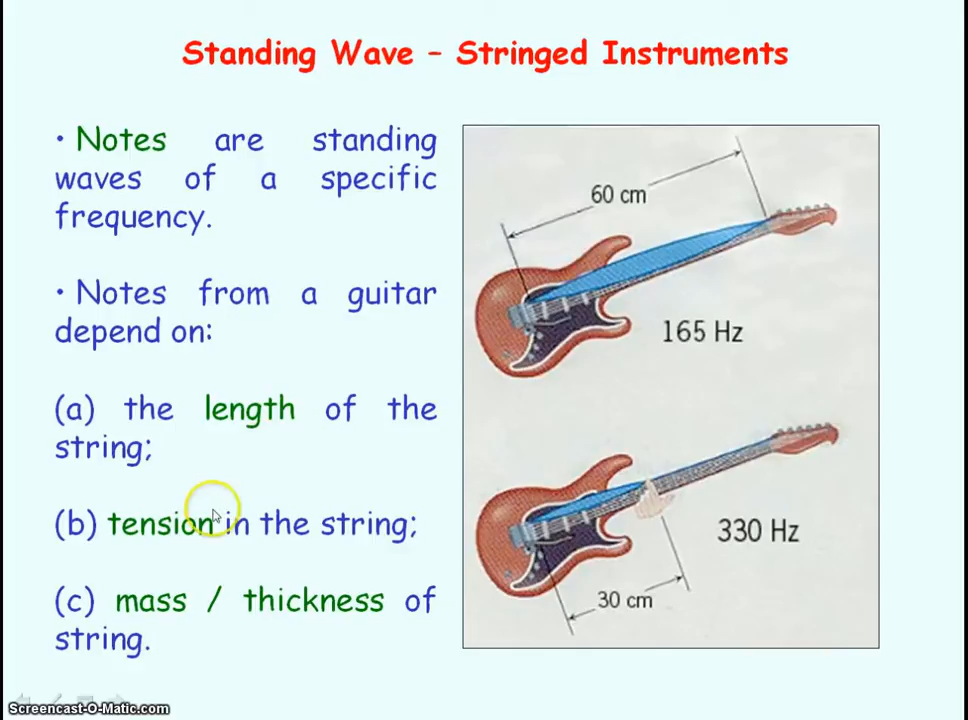 Standing Wave – Stringed Instruments
• Notes are standing
waves of a specific
frequency.
• Notes from a guitar
depend on:
(a) the length of the
string;
(b) tension in the string;
(c) mass / thickness of
string.
60 cm
165 Hz
330 Hz
30 cm
Screencast-O-Matic.com